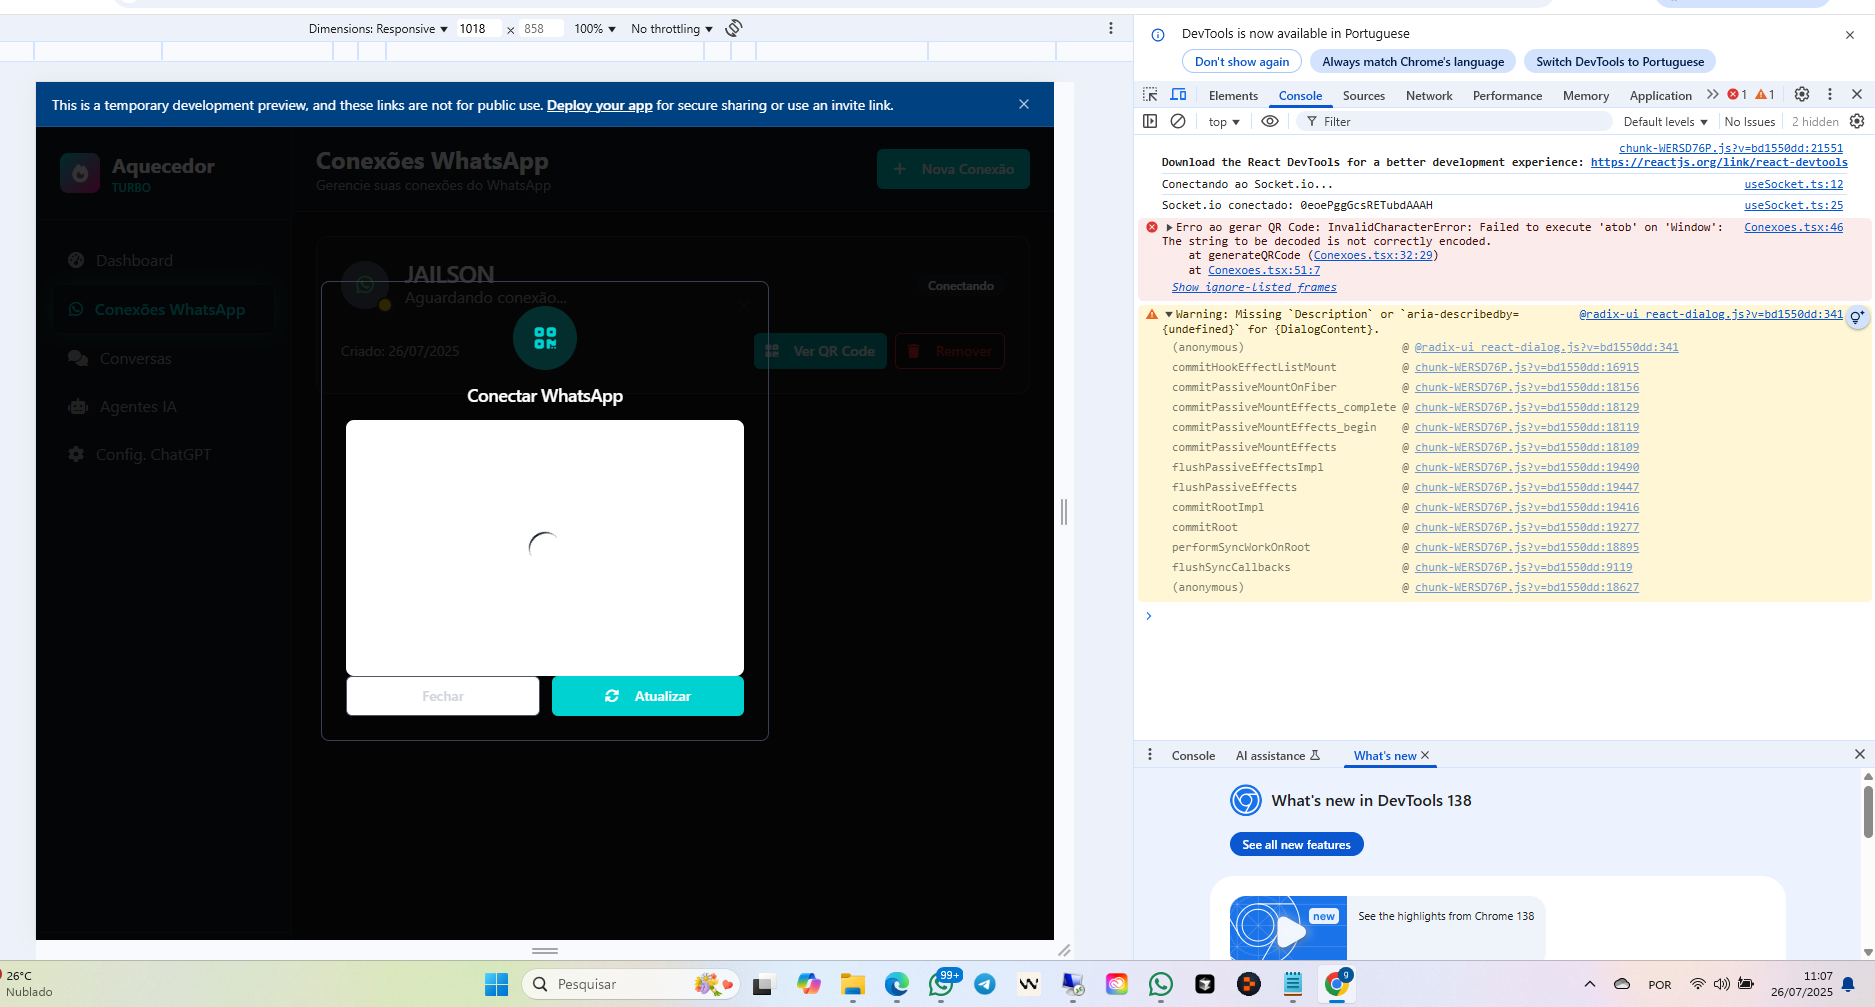 Dimensions: Responsive ▼ 1018 × 858 100% ▼ No throttling ▼
This is a temporary development preview, and these links are not for public use. Deploy your app for secure sharing or use an invite link.
Aquecedor
TURBO
Dashboard
Conexões WhatsApp
Conversas
Agentes IA
Config. ChatGPT
Conexões WhatsApp
Gerencie suas conexões do WhatsApp
+ Nova Conexão
JAILSON
Aguardando conexão...
Conectando
Criado: 26/07/2025
Ver QR Code
Remover
Conectar WhatsApp
Fechar
Atualizar
DevTools is now available in Portuguese
Don't show again
Always match Chrome's language
Switch DevTools to Portuguese
Elements Console Sources Network Performance Memory Application 1 1
top ▼ Filter Default levels ▼ No Issues 2 hidden
chunk-WERSD76P.js?v=bd1550dd:21551
Download the React DevTools for a better development experience: https://reactjs.org/link/react-devtools
Conectando ao Socket.io... useSocket.ts:12
Socket.io conectado: 0eoePggGcsRETubdAAAH useSocket.ts:25
Erro ao gerar QR Code: InvalidCharacterError: Failed to execute 'atob' on 'Window': Conexoes.tsx:46
The string to be decoded is not correctly encoded.
at generateQRCode (Conexoes.tsx:32:29)
at Conexoes.tsx:51:7
Show ignore-listed frames
Warning: Missing `Description` or `aria-describedby= @radix-ui_react-dialog.js?v=bd1550dd:341
{undefined}` for {DialogContent}.
(anonymous) @ @radix-ui_react-dialog.js?v=bd1550dd:341
commitHookEffectListMount @ chunk-WERSD76P.js?v=bd1550dd:16915
commitPassiveMountOnFiber @ chunk-WERSD76P.js?v=bd1550dd:18156
commitPassiveMountEffects_complete @ chunk-WERSD76P.js?v=bd1550dd:18129
commitPassiveMountEffects_begin @ chunk-WERSD76P.js?v=bd1550dd:18119
commitPassiveMountEffects @ chunk-WERSD76P.js?v=bd1550dd:18109
flushPassiveEffectsImpl @ chunk-WERSD76P.js?v=bd1550dd:19490
flushPassiveEffects @ chunk-WERSD76P.js?v=bd1550dd:19447
commitRootImpl @ chunk-WERSD76P.js?v=bd1550dd:19416
commitRoot @ chunk-WERSD76P.js?v=bd1550dd:19277
performSyncWorkOnRoot @ chunk-WERSD76P.js?v=bd1550dd:18895
flushSyncCallbacks @ chunk-WERSD76P.js?v=bd1550dd:9119
(anonymous) @ chunk-WERSD76P.js?v=bd1550dd:18627
Console AI assistance What's new
What's new in DevTools 138
See all new features
new
See the highlights from Chrome 138
26°C
Nublado
Pesquisar
99+
9
POR
11:07
26/07/2025